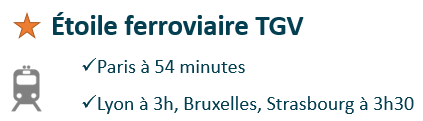 Étoile ferroviaire TGV
✓Paris à 54 minutes
✓Lyon à 3h, Bruxelles, Strasbourg à 3h30